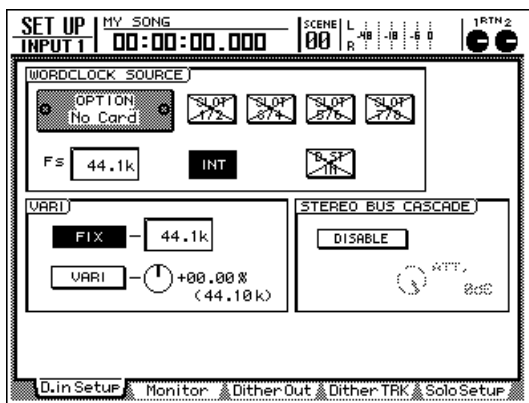 SET UP MY SONG SCENE L 1 RTN 2
INPUT 1 00:00:00.000 00 R -48 -18 -6 0
WORDCLOCK SOURCE
OPTION
No Card
SLOT 1/2 SLOT 3/4 SLOT 5/6 SLOT 7/8
Fs 44.1k INT D.ST IN
VARI STEREO BUS CASCADE
FIX 44.1k DISABLE
VARI +00.00% ATT.
(44.10k) 0dB
D.in Setup Monitor Dither Out Dither TRK Solo Setup